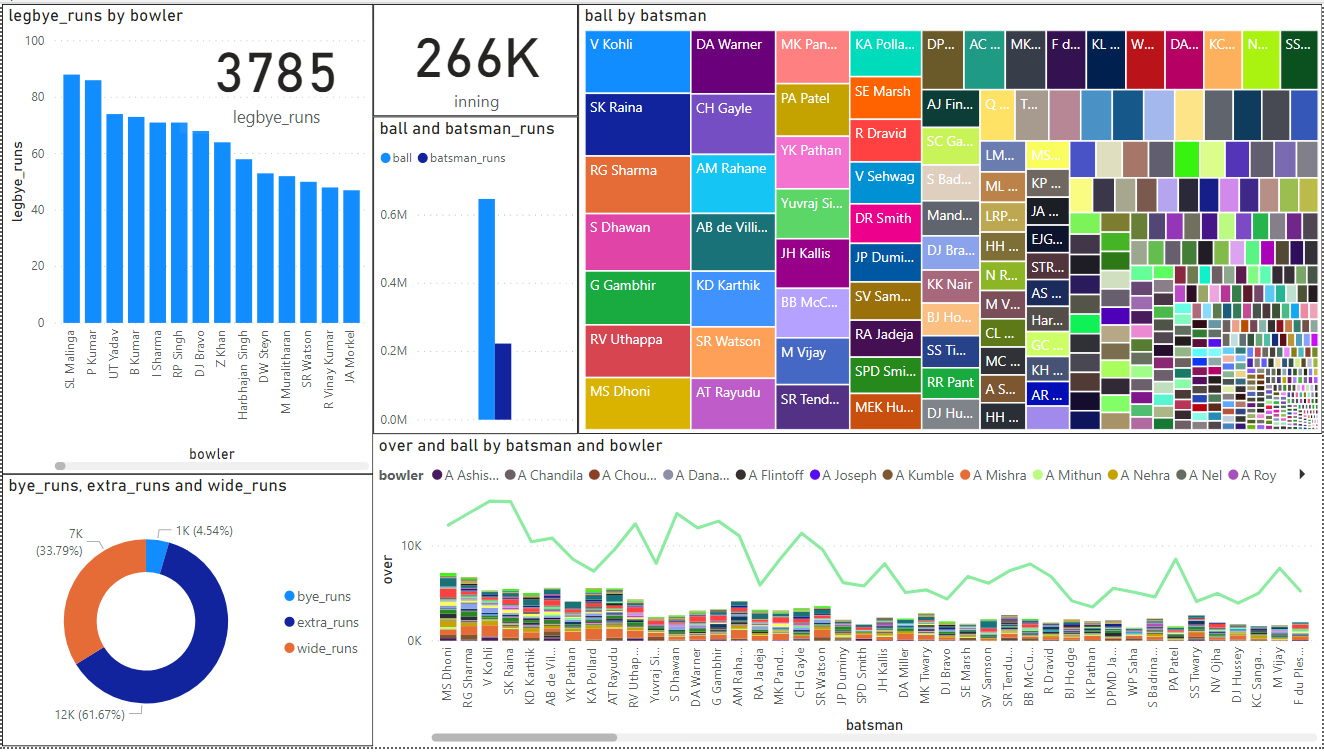 legbye_runs by bowler
3785
legbye_runs
legbye_runs
100
80
60
40
20
0
SL Malinga
P Kumar
UT Yadav
B Kumar
I Sharma
RP Singh
DJ Bravo
Z Khan
Harbhajan Singh
DW Steyn
M Muralitharan
SR Watson
R Vinay Kumar
JA Morkel
bowler
266K
inning
ball and batsman_runs
ball batsman_runs
0.6M
0.4M
0.2M
0.0M
ball by batsman
V Kohli
SK Raina
RG Sharma
S Dhawan
G Gambhir
RV Uthappa
MS Dhoni
DA Warner
CH Gayle
AM Rahane
AB de Villi...
KD Karthik
SR Watson
AT Rayudu
MK Pan...
PA Patel
YK Pathan
Yuvraj Si...
JH Kallis
BB McC...
M Vijay
SR Tend...
KA Polla...
SE Marsh
R Dravid
V Sehwag
DR Smith
JP Dumi...
SV Sam...
RA Jadeja
SPD Smi...
MEK Hu...
DP...
AC ...
MK...
F d...
KL ...
W...
DA...
KC...
N...
SS...
AJ Fin...
SC Ga...
S Bad...
Mand...
DJ Bra...
KK Nair
BJ Ho...
SS Ti...
RR Pant
DJ Hu...
Q ...
T...
LM...
ML ...
LRP...
HH ...
N R...
M V...
CL ...
MC ...
A S...
HH ...
MS...
KP ...
JA ...
EJG...
STR...
AS ...
Har...
GC ...
KH ...
AR ...
bye_runs, extra_runs and wide_runs
1K (4.54%)
7K
(33.79%)
12K (61.67%)
bye_runs
extra_runs
wide_runs
over and ball by batsman and bowler
bowler A Ashis... A Chandila A Chou... A Dana... A Flintoff A Joseph A Kumble A Mishra A Mithun A Nehra A Nel A Roy
over
10K
0K
MS Dhoni
RG Sharma
V Kohli
SK Raina
KD Karthik
AB de Vil...
YK Pathan
KA Pollard
AT Rayudu
RV Uthap...
Yuvraj Si...
S Dhawan
DA Warner
G Gambhir
AM Raha...
RA Jadeja
MK Pand...
CH Gayle
SR Watson
JP Duminy
SPD Smith
JH Kallis
DA Miller
MK Tiwary
DJ Bravo
SE Marsh
SV Samson
SR Tendu...
BB McCu...
R Dravid
BJ Hodge
IK Pathan
DPMD Ja...
WP Saha
S Badrina...
PA Patel
SS Tiwary
NV Ojha
DJ Hussey
KC Sanga...
M Vijay
F du Ples...
batsman